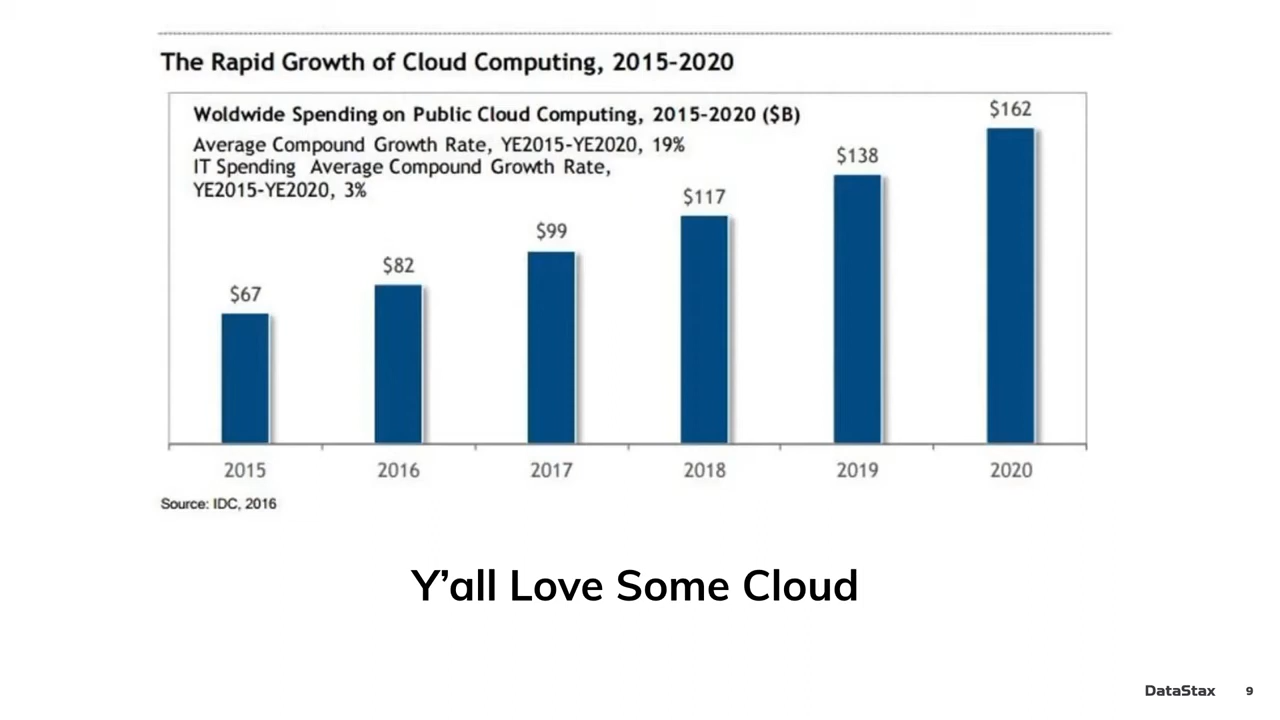 The Rapid Growth of Cloud Computing, 2015–2020
Woldwide Spending on Public Cloud Computing, 2015–2020 ($B)
Average Compound Growth Rate, YE2015-YE2020, 19%
IT Spending Average Compound Growth Rate,
YE2015-YE2020, 3%
$67
$82
$99
$117
$138
$162
2015
2016
2017
2018
2019
2020
Source: IDC, 2016
Y’all Love Some Cloud
DataStax 9